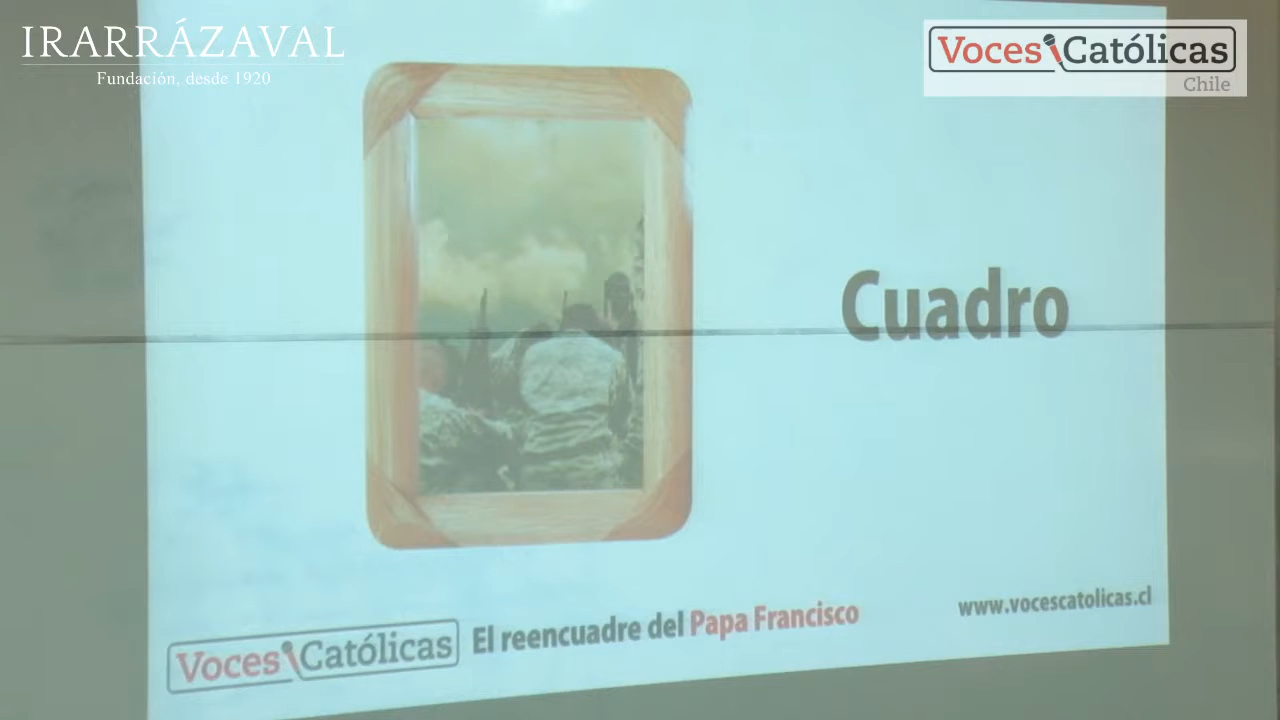 IRARRÁZAVAL
Fundación, desde 1920
Voces Católicas
Chile
Cuadro
Voces Católicas El reencuadre del Papa Francisco
www.vocescatolicas.cl